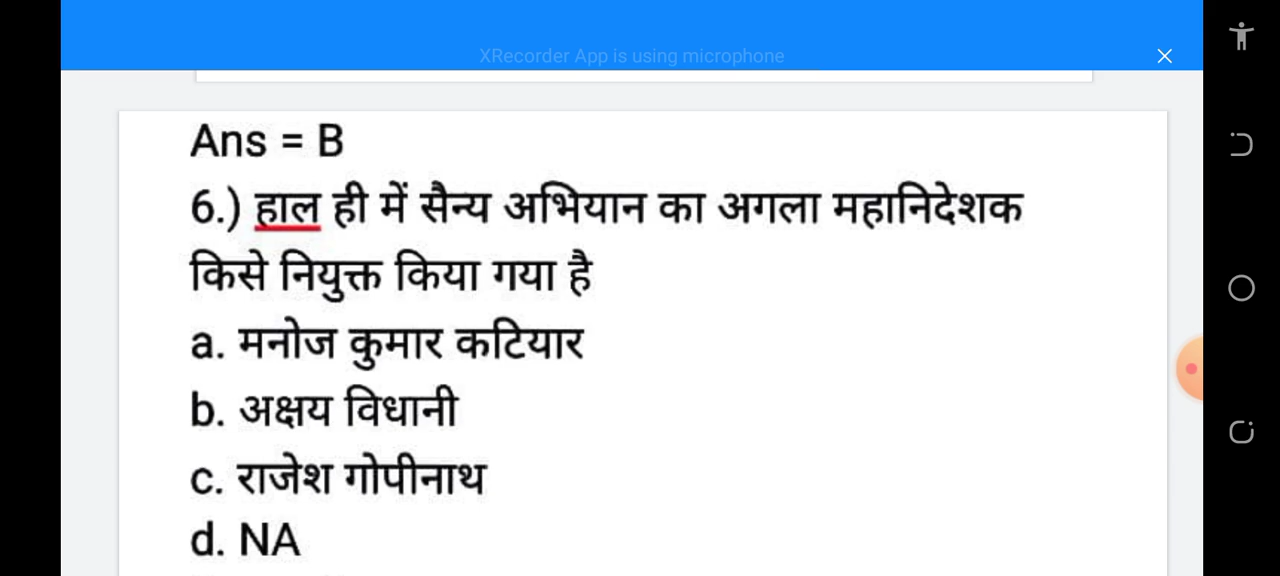 XRecorder App is using microphone
Ans = B
6.) हाल ही में सैन्य अभियान का अगला महानिदेशक
किसे नियुक्त किया गया है
a. मनोज कुमार कटियार
b. अक्षय विधानी
c. राजेश गोपीनाथ
d. NA